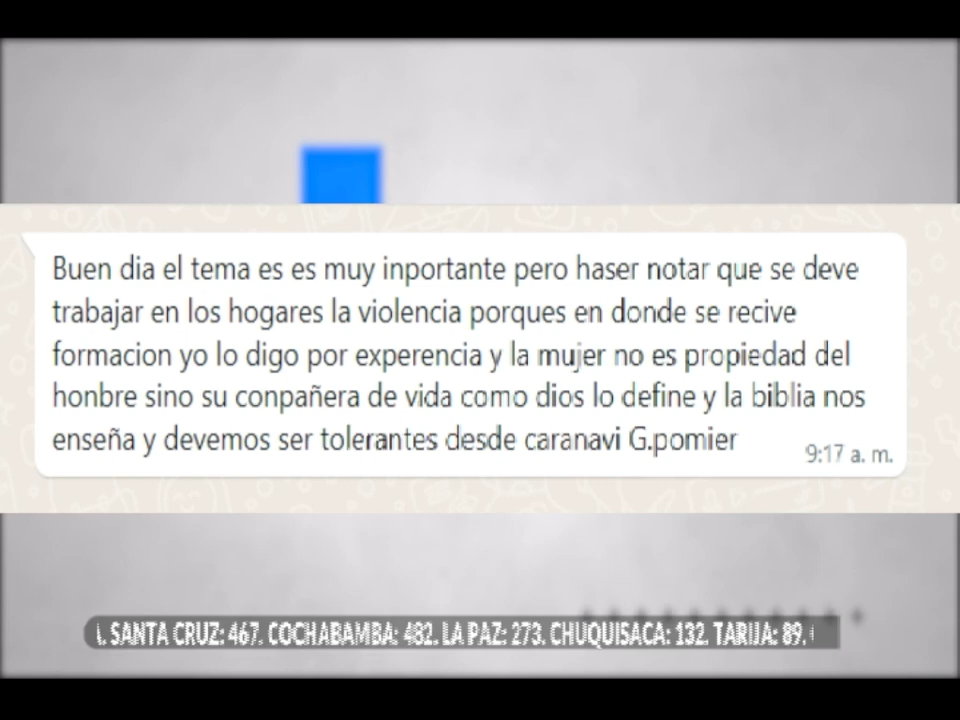 Buen dia el tema es es muy inportante pero haser notar que se deve
trabajar en los hogares la violencia porques en donde se recive
formacion yo lo digo por experencia y la mujer no es propiedad del
honbre sino su conpañera de vida como dios lo define y la biblia nos
enseña y devemos ser tolerantes desde caranavi G.pomier
9:17 a. m.
SANTA CRUZ: 467. COCHABAMBA: 482. LA PAZ: 273. CHUQUISACA: 132. TARIJA: 89.